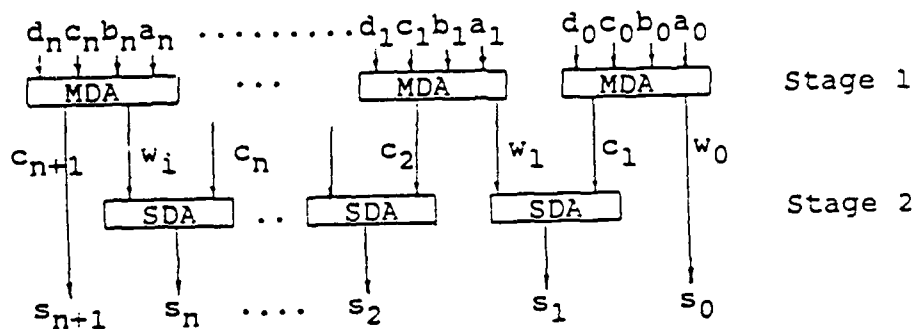 dₙcₙbₙaₙ ......... d₁c₁b₁a₁ d₀c₀b₀a₀
MDA ... MDA MDA Stage 1
cₙ₊₁ wᵢ cₙ c₂ w₁ c₁ w₀
SDA .. SDA SDA Stage 2
sₙ₊₁ sₙ .... s₂ s₁ s₀